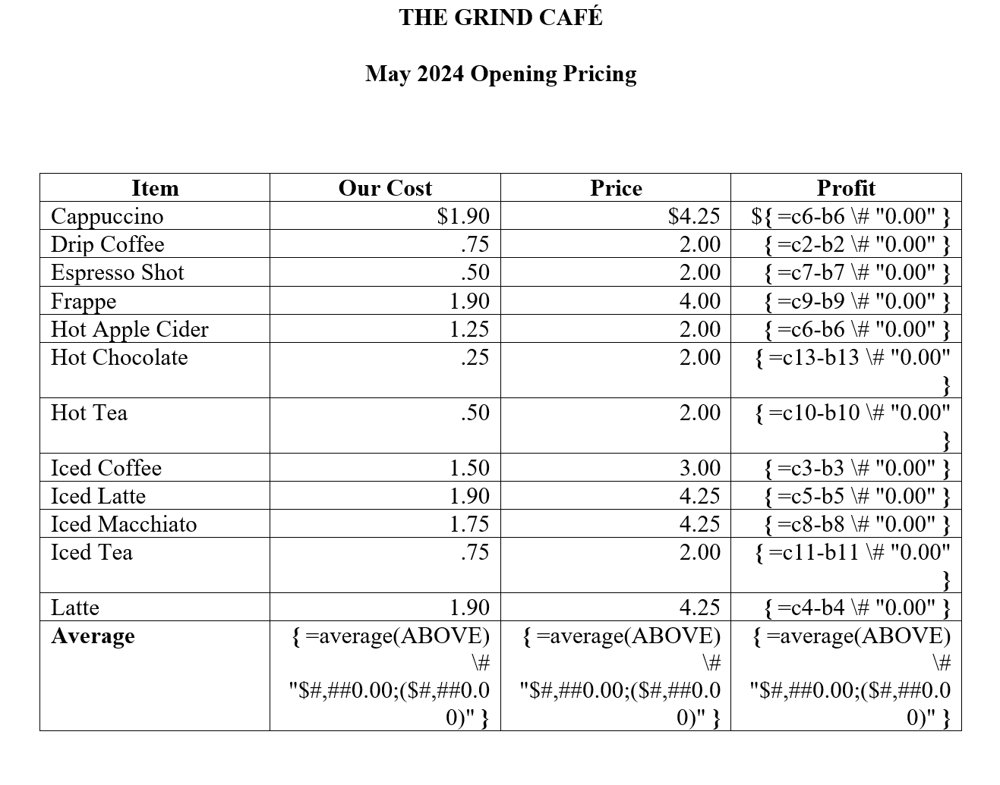 THE GRIND CAFÉ
May 2024 Opening Pricing
Item Our Cost Price Profit
Cappuccino $1.90 $4.25 ${ =c6-b6 \# "0.00" }
Drip Coffee .75 2.00 { =c2-b2 \# "0.00" }
Espresso Shot .50 2.00 { =c7-b7 \# "0.00" }
Frappe 1.90 4.00 { =c9-b9 \# "0.00" }
Hot Apple Cider 1.25 2.00 { =c6-b6 \# "0.00" }
Hot Chocolate .25 2.00 { =c13-b13 \# "0.00"
}
Hot Tea .50 2.00 { =c10-b10 \# "0.00"
}
Iced Coffee 1.50 3.00 { =c3-b3 \# "0.00" }
Iced Latte 1.90 4.25 { =c5-b5 \# "0.00" }
Iced Macchiato 1.75 4.25 { =c8-b8 \# "0.00" }
Iced Tea .75 2.00 { =c11-b11 \# "0.00"
}
Latte 1.90 4.25 { =c4-b4 \# "0.00" }
Average { =average(ABOVE) { =average(ABOVE) { =average(ABOVE)
\# \# \#
"$#,##0.00;($#,##0.0 "$#,##0.00;($#,##0.0 "$#,##0.00;($#,##0.0
0)" } 0)" } 0)" }